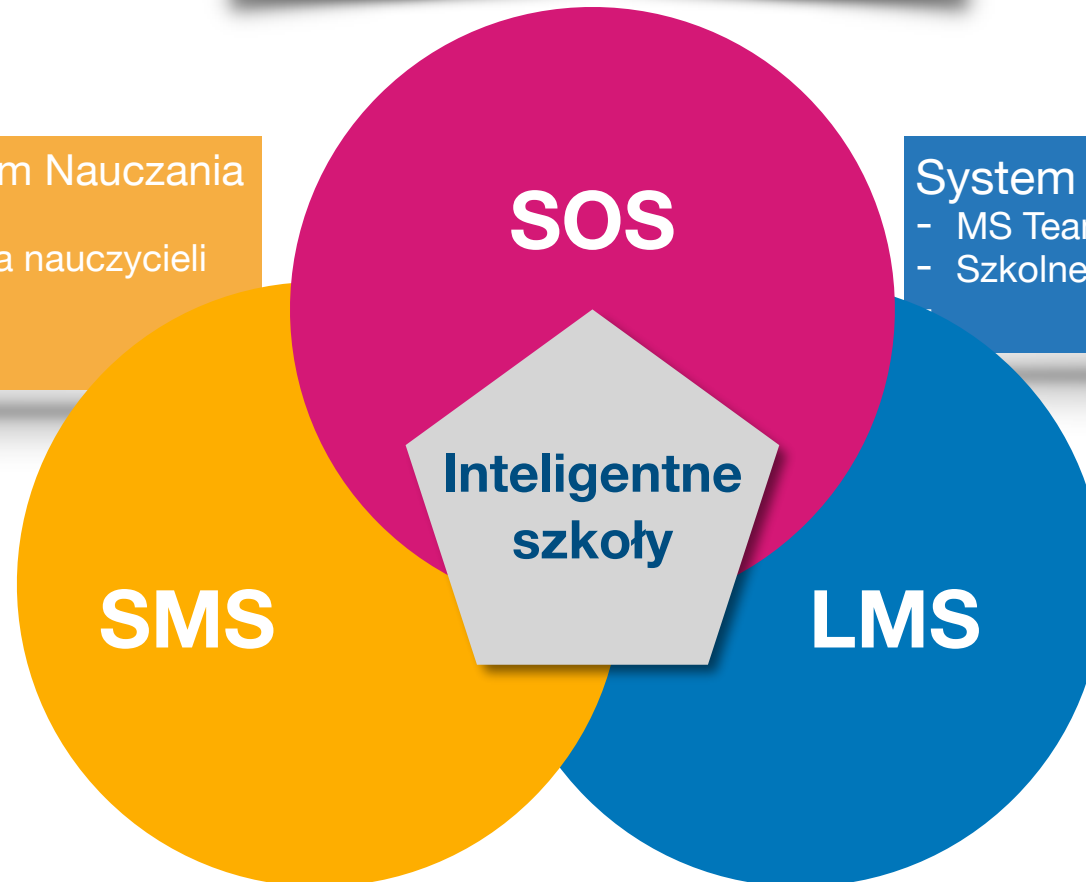 m Nauczania
a nauczycieli
SOS
System
- MS Tear
- Szkolne
-
Inteligentne
szkoły
SMS
LMS